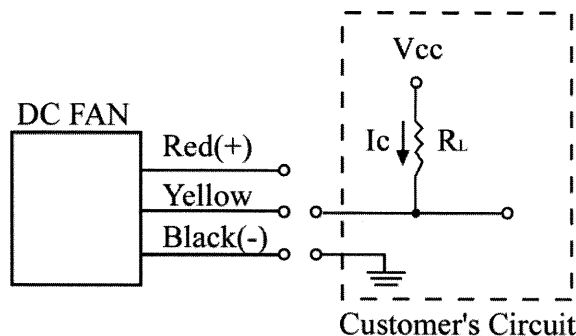 Vcc
DC FAN
Red(+)
Ic
RL
Yellow
Black(-)
Customer's Circuit